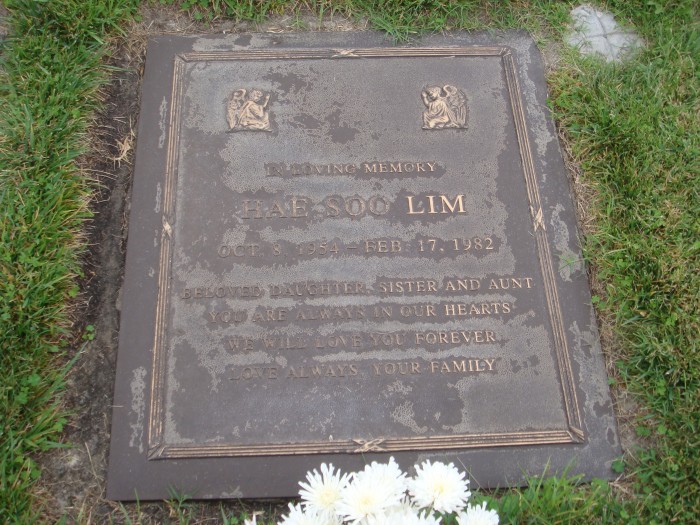 IN LOVING MEMORY
HAE-SOO LIM
OCT. 8, 1954 – FEB. 17, 1982
BELOVED DAUGHTER, SISTER AND AUNT
YOU ARE ALWAYS IN OUR HEARTS
WE WILL LOVE YOU FOREVER
LOVE ALWAYS, YOUR FAMILY